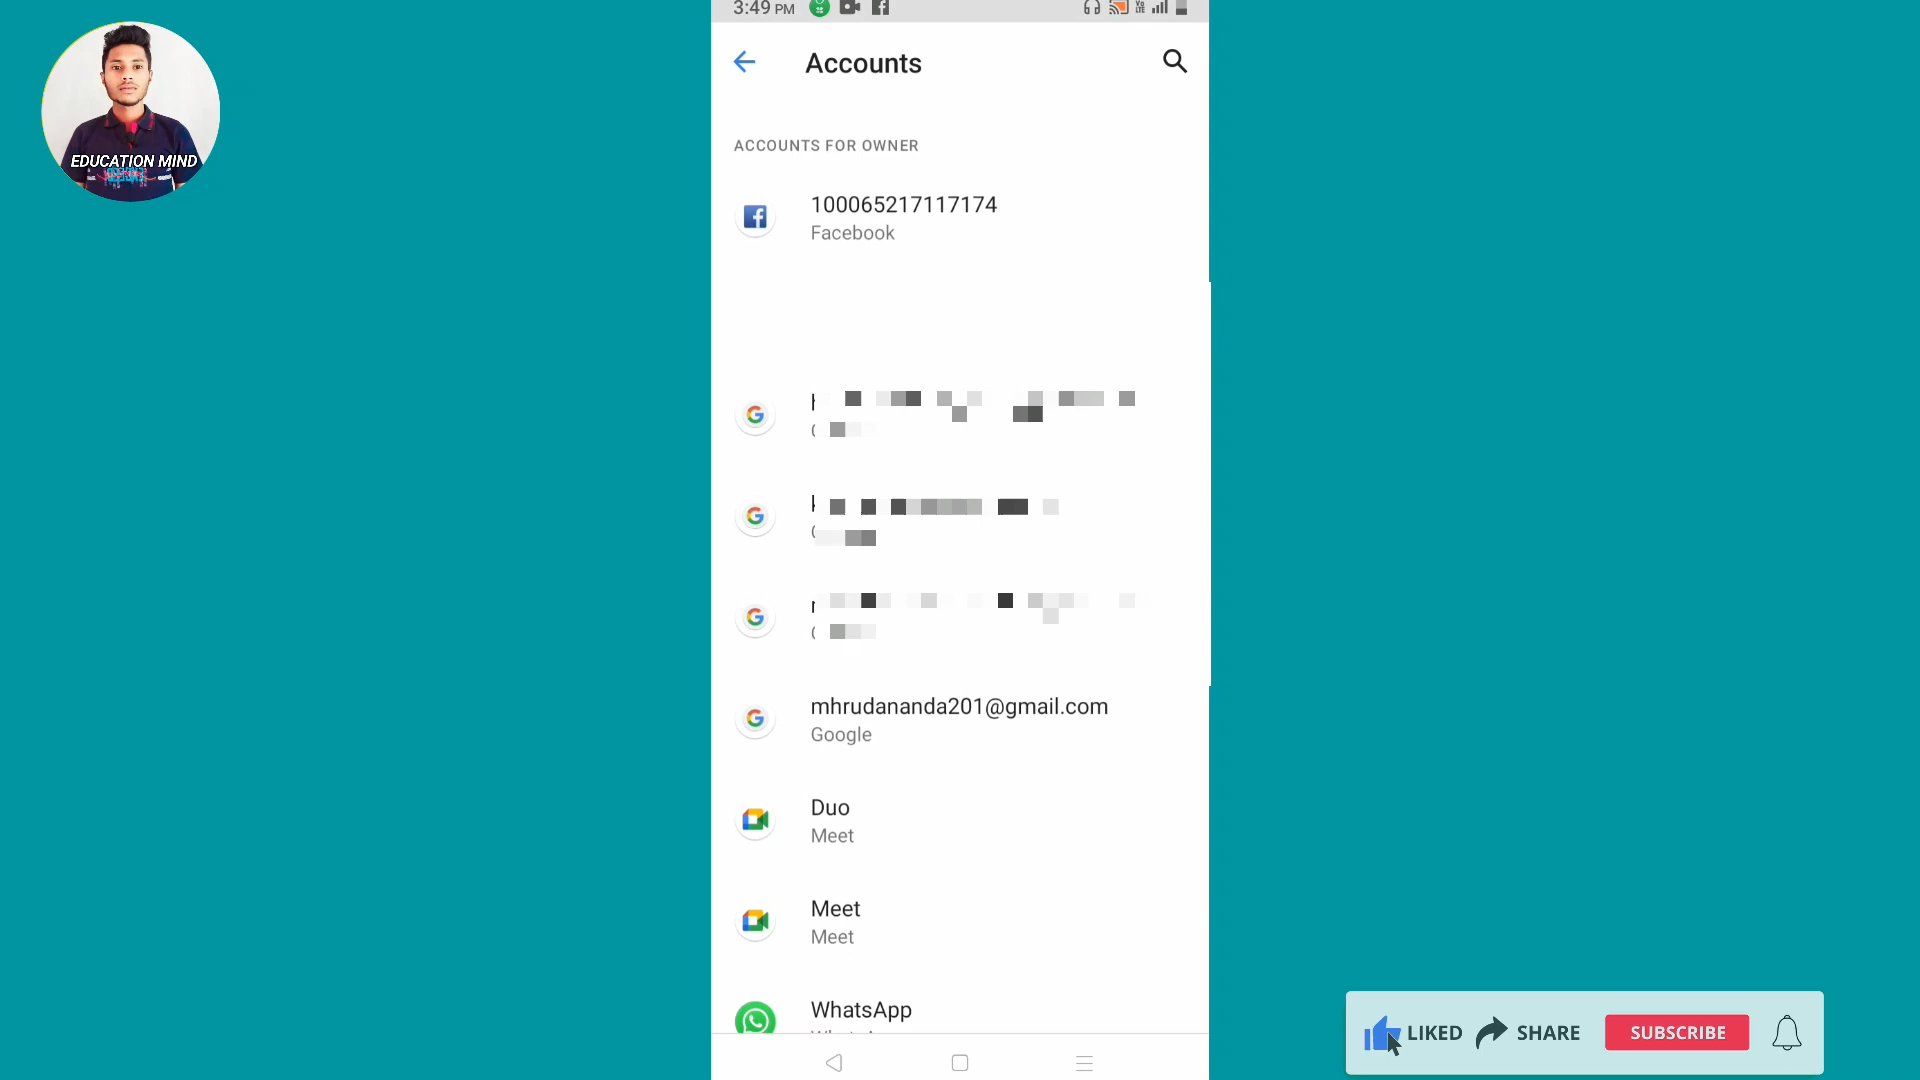 3:49 PM
Accounts
ACCOUNTS FOR OWNER
100065217117174
Facebook
mhrudananda201@gmail.com
Google
Duo
Meet
Meet
Meet
WhatsApp
EDUCATION MIND
LIKED SHARE SUBSCRIBE